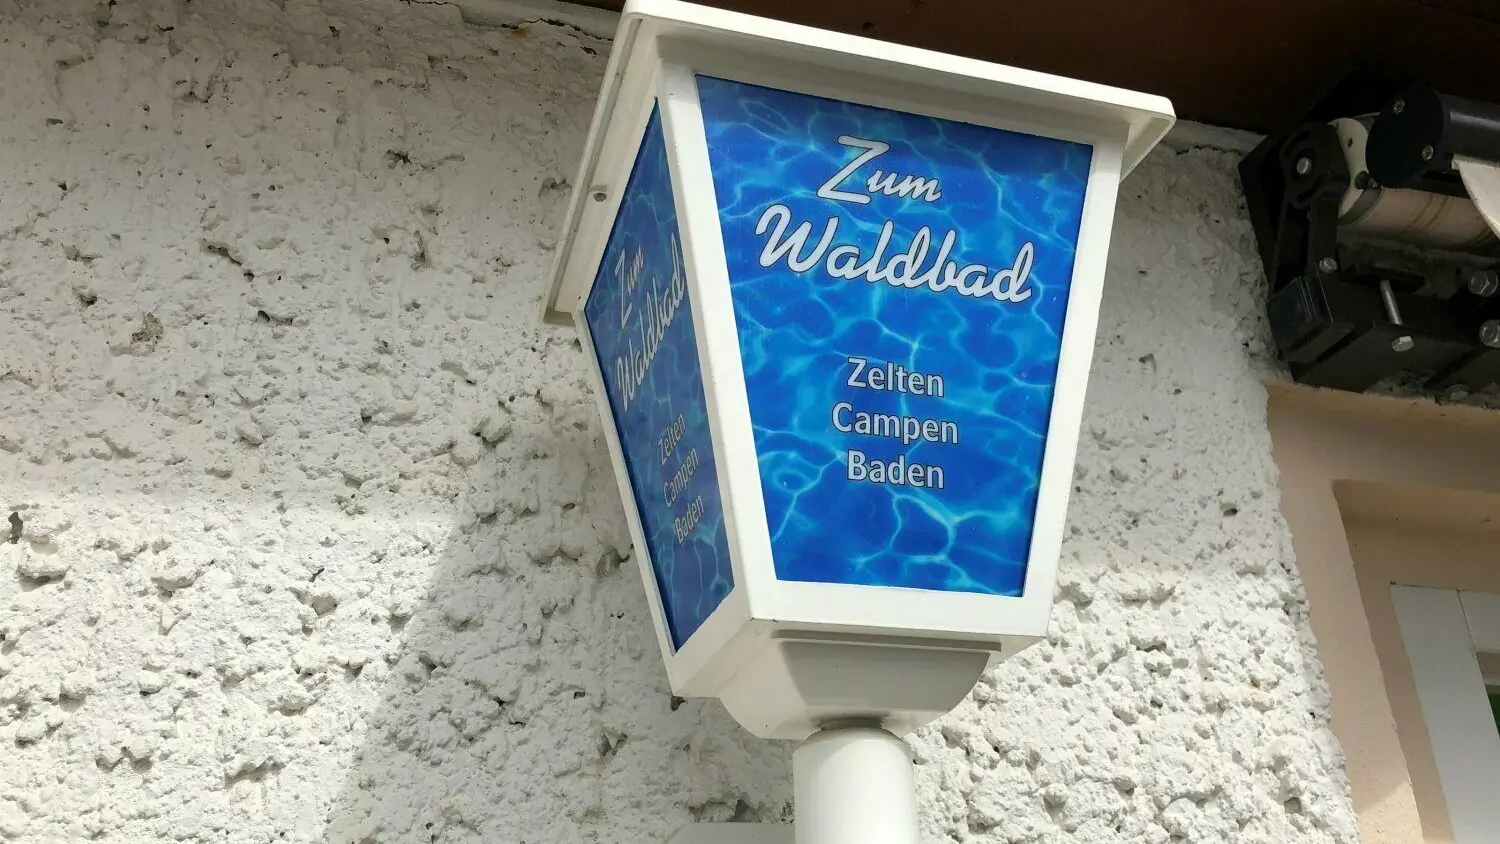 Zum
Waldbad
Zelten
Campen
Baden
Zum
Waldbad
Zelten
Campen
Baden